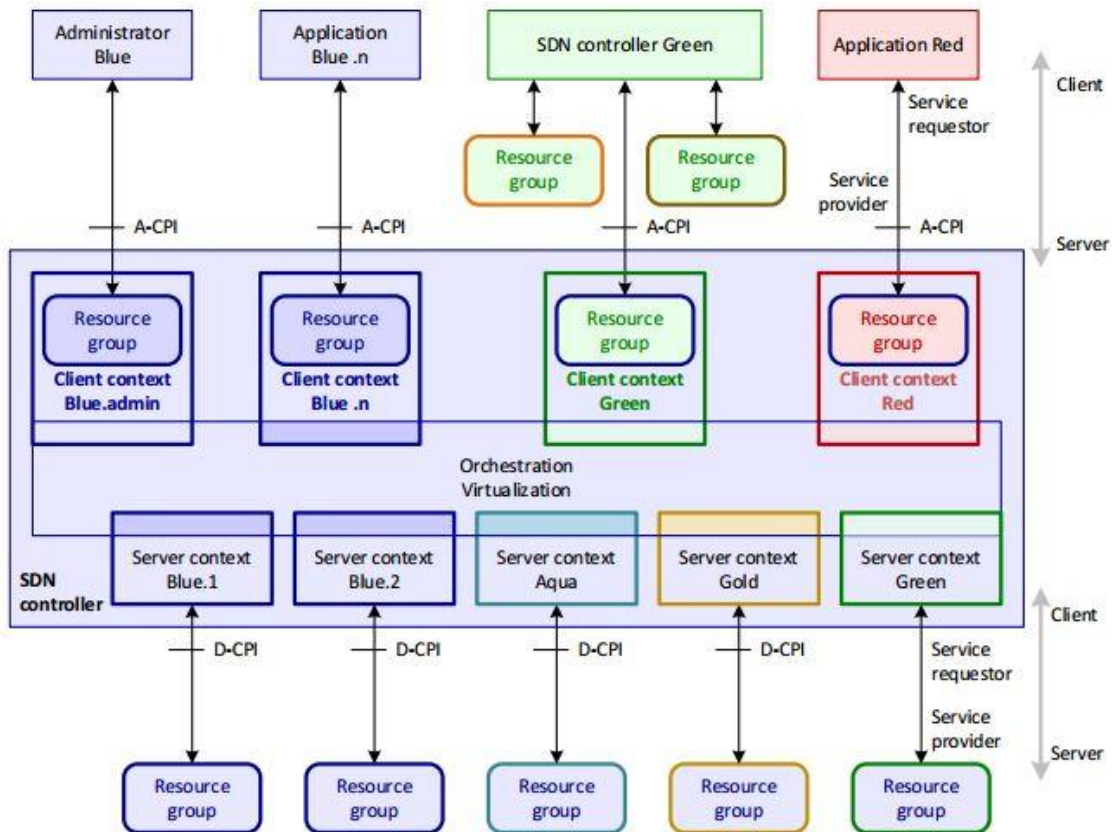 Administrator
Blue
Application
Blue .n
SDN controller Green
Application Red
Client
Service
requestor
Resource
group
Resource
group
Service
provider
A-CPI
A-CPI
A-CPI
A-CPI
Server
Resource
group
Client context
Blue.admin
Resource
group
Client context
Blue .n
Resource
group
Client context
Green
Resource
group
Client context
Red
Orchestration
Virtualization
Server context
Blue.1
Server context
Blue.2
Server context
Aqua
Server context
Gold
Server context
Green
SDN
controller
Client
D-CPI
D-CPI
D-CPI
D-CPI
Service
requestor
Service
provider
Server
Resource
group
Resource
group
Resource
group
Resource
group
Resource
group